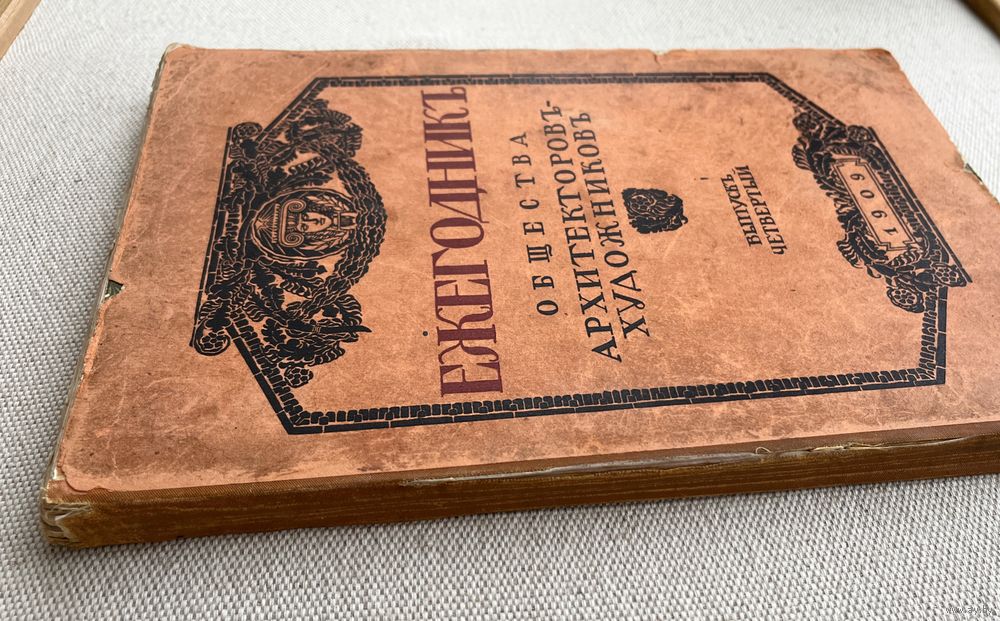 ЕЖЕГОДНИКЪ
ОБЩЕСТВА
АРХИТЕКТОРОВЪ-
ХУДОЖНИКОВЪ
ВЫПУСКЪ
ЧЕТВЕРТЫЙ
1909